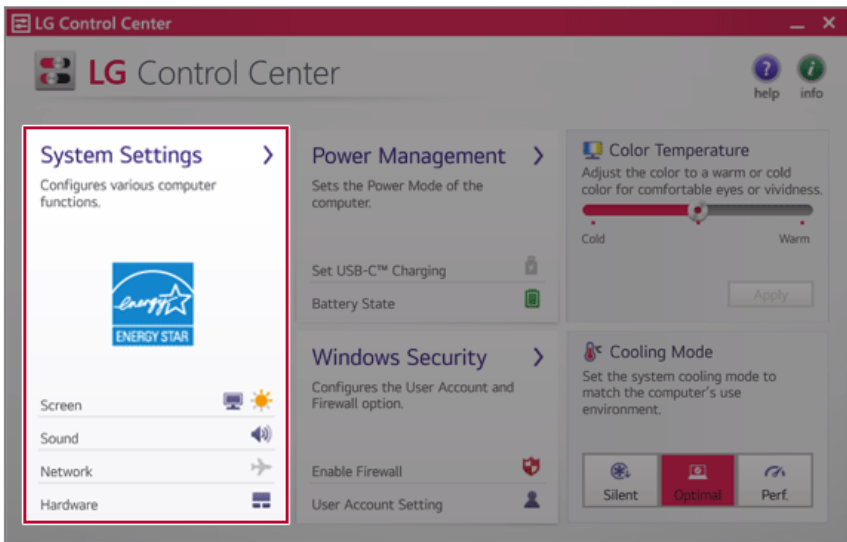 LG Control Center
LG Control Center
help info
System Settings
Configures various computer
functions.
energy
ENERGY STAR
Screen
Sound
Network
Hardware
Power Management
Sets the Power Mode of the
computer.
Set USB-C™ Charging
Battery State
Windows Security
Configures the User Account and
Firewall option.
Enable Firewall
User Account Setting
Color Temperature
Adjust the color to a warm or cold
color for comfortable eyes or vividness.
Cold Warm
Apply
Cooling Mode
Set the system cooling mode to
match the computer's use
environment.
Silent Optimal Perf.